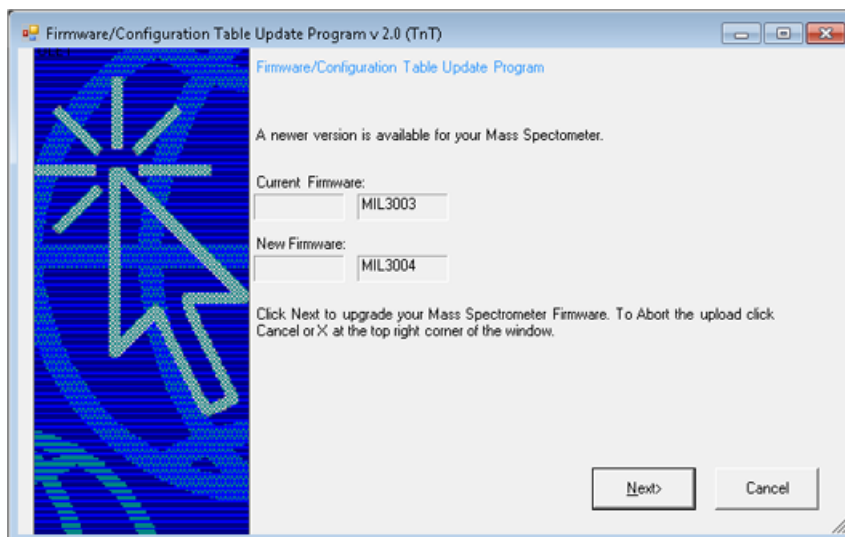 Firmware/Configuration Table Update Program v 2.0 (TnT)
Firmware/Configuration Table Update Program
A newer version is available for your Mass Spectometer.
Current Firmware:
MIL3003
New Firmware:
MIL3004
Click Next to upgrade your Mass Spectrometer Firmware. To Abort the upload click
Cancel or X at the top right corner of the window.
Next>
Cancel